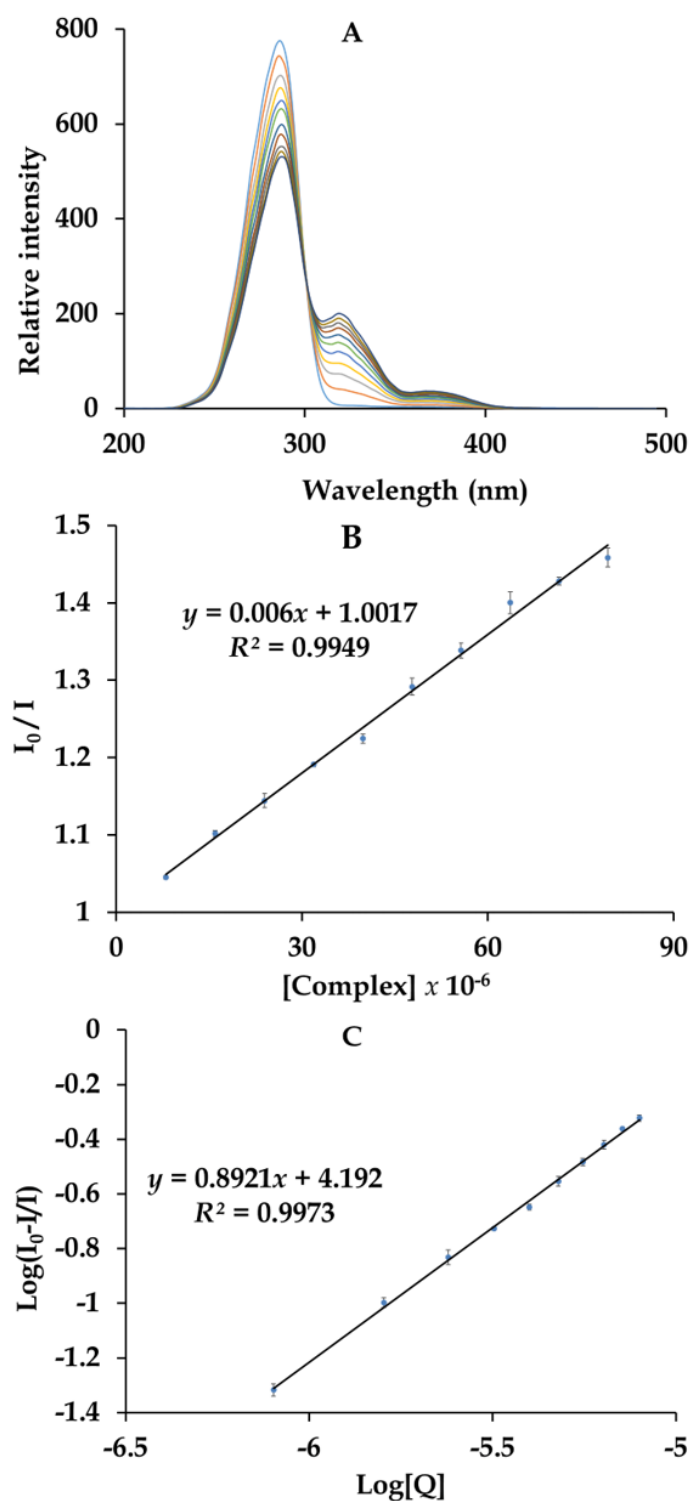 A
800
600
400
200
0
Relative intensity
200 300 400 500
Wavelength (nm)
B
1.5
1.4
1.3
1.2
1.1
1
I₀ / I
y = 0.006x + 1.0017
R² = 0.9949
0 30 60 90
[Complex] x 10⁻⁶
C
0
-0.2
-0.4
-0.6
-0.8
-1
-1.2
-1.4
Log(I₀-I/I)
y = 0.8921x + 4.192
R² = 0.9973
-6.5 -6 -5.5 -5
Log[Q]